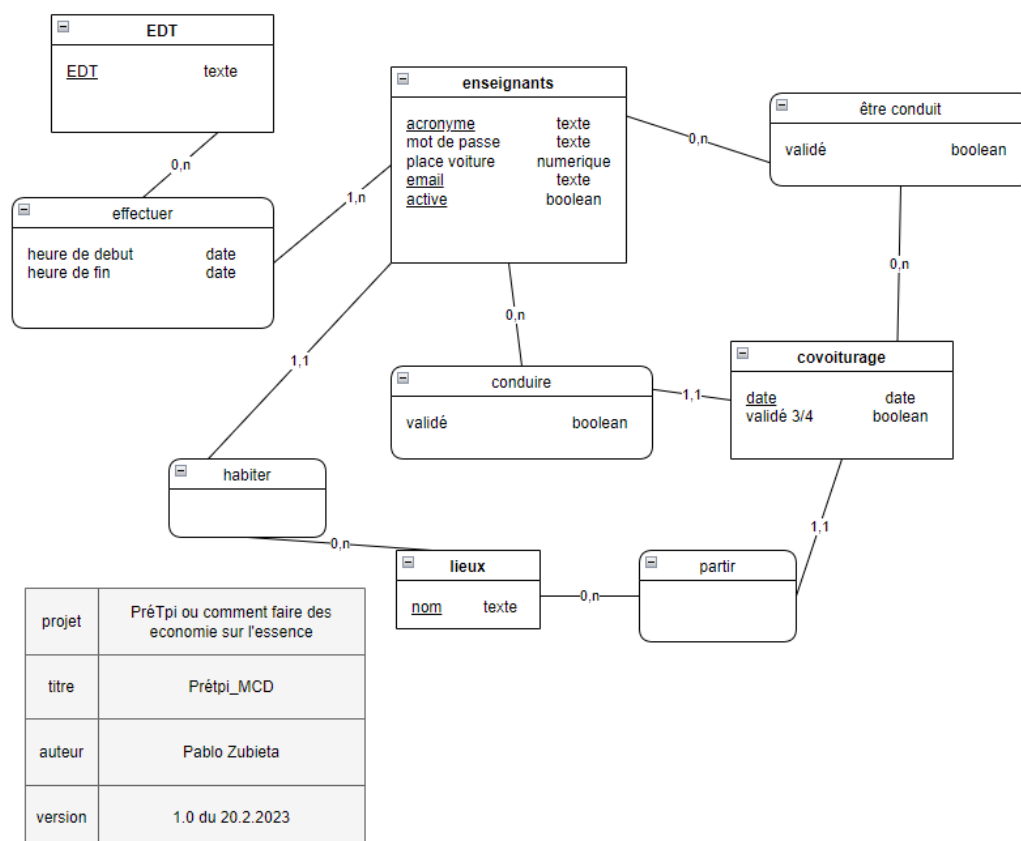 EDT
EDT texte
enseignants
acronyme texte
mot de passe texte
place voiture numerique
email texte
active boolean
être conduit
validé boolean
0,n
0,n
1,n
effectuer
heure de debut date
heure de fin date
0,n
0,n
1,1
covoiturage
date date
validé 3/4 boolean
conduire
validé boolean
1,1
habiter
1,1
0,n
lieux
nom texte
0,n
partir
projet PréTpi ou comment faire des
economie sur l'essence
titre Prétpi_MCD
auteur Pablo Zubieta
version 1.0 du 20.2.2023